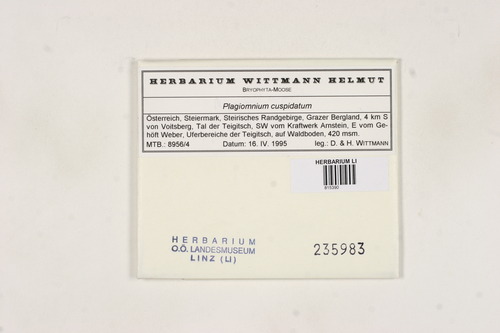 HERBARIUM WITTMANN HELMUT
BRYOPHYTA-MOOSE
Plagiomnium cuspidatum
Österreich, Steiermark, Steirisches Randgebirge, Grazer Bergland, 4 km S
von Voitsberg, Tal der Teigitsch, SW vom Kraftwerk Arnstein, E vom Ge-
höft Weber, Uferbereiche der Teigitsch, auf Waldboden, 420 msm.
MTB.: 8956/4 Datum: 16. IV. 1995 leg.: D. & H. WITTMANN
HERBARIUM LI
HERBARIUM
O.Ö. LANDESMUSEUM
LINZ (LI)
235983